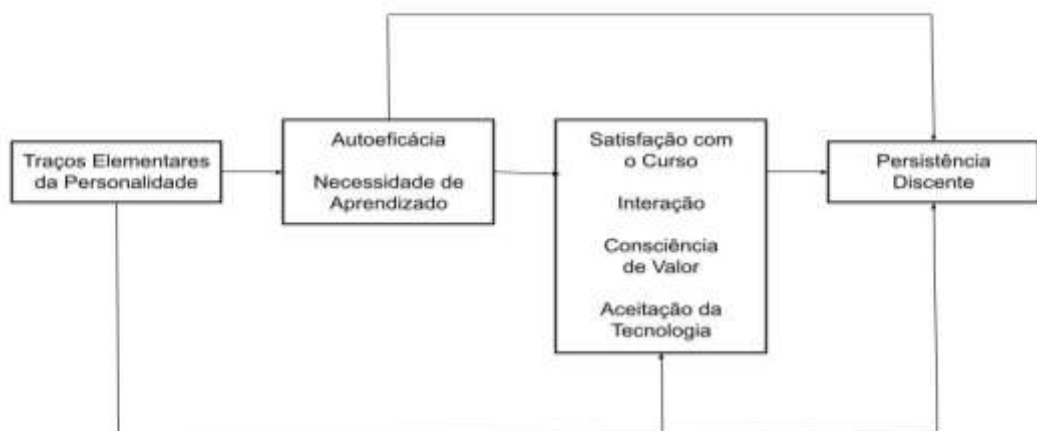 Traços Elementares
da Personalidade
Autoeficácia
Necessidade de
Aprendizado
Satisfação com
o Curso
Interação
Consciência
de Valor
Aceitação da
Tecnologia
Persistência
Discente